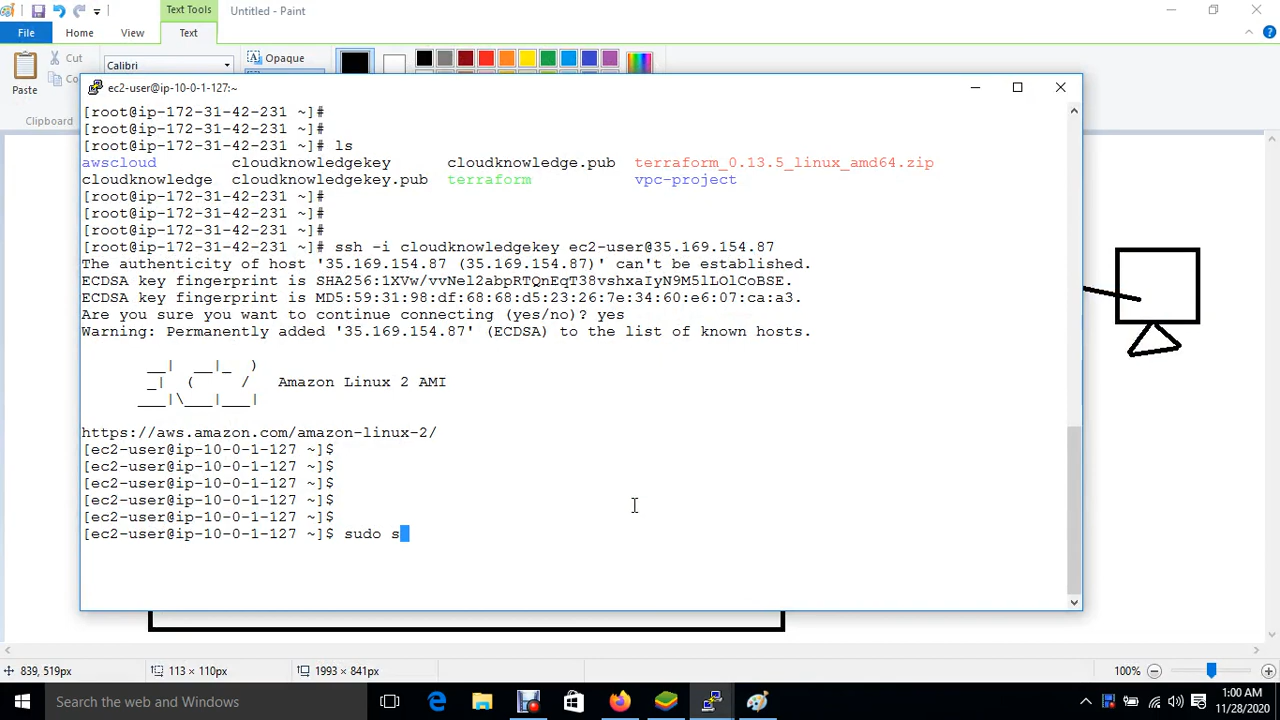 Text Tools
Untitled - Paint
File
Home
View
Text
Cut
Co
Paste
Clipboard
Calibri
Opaque
ec2-user@ip-10-0-1-127:~
[root@ip-172-31-42-231 ~]#
[root@ip-172-31-42-231 ~]#
[root@ip-172-31-42-231 ~]# ls
awscloud cloudknowledgekey cloudknowledge.pub terraform_0.13.5_linux_amd64.zip
cloudknowledge cloudknowledgekey.pub terraform vpc-project
[root@ip-172-31-42-231 ~]#
[root@ip-172-31-42-231 ~]#
[root@ip-172-31-42-231 ~]#
[root@ip-172-31-42-231 ~]# ssh -i cloudknowledgekey ec2-user@35.169.154.87
The authenticity of host '35.169.154.87 (35.169.154.87)' can't be established.
ECDSA key fingerprint is SHA256:1XVw/vvNel2abpRTQnEqT38vshxaIyN9M5lLOlCoBSE.
ECDSA key fingerprint is MD5:59:31:98:df:68:68:d5:23:26:7e:34:60:e6:07:ca:a3.
Are you sure you want to continue connecting (yes/no)? yes
Warning: Permanently added '35.169.154.87' (ECDSA) to the list of known hosts.
__|  __|_  )
_|  (     /   Amazon Linux 2 AMI
___|\___|___|
https://aws.amazon.com/amazon-linux-2/
[ec2-user@ip-10-0-1-127 ~]$
[ec2-user@ip-10-0-1-127 ~]$
[ec2-user@ip-10-0-1-127 ~]$
[ec2-user@ip-10-0-1-127 ~]$
[ec2-user@ip-10-0-1-127 ~]$
[ec2-user@ip-10-0-1-127 ~]$ sudo s
839, 519px
113 × 110px
1993 × 841px
100%
Search the web and Windows
1:00 AM
11/28/2020